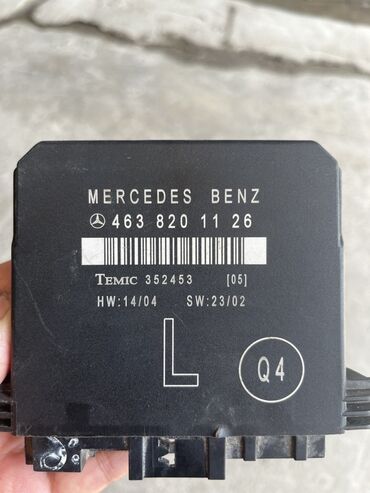 MERCEDES BENZ
463 820 11 26
TEMIC 352453 [05]
HW:14/04 SW:23/02
L
Q4